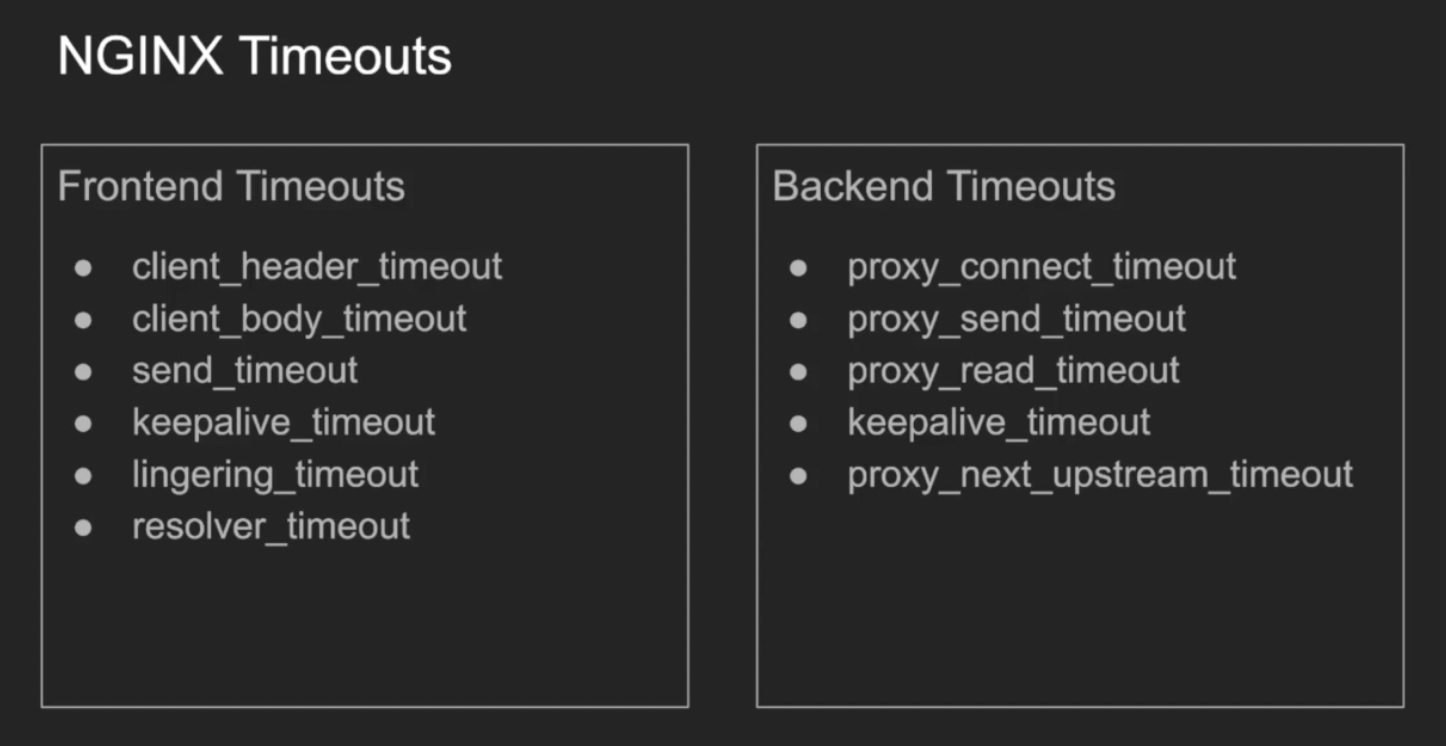 NGINX Timeouts
Frontend Timeouts
● client_header_timeout
● client_body_timeout
● send_timeout
● keepalive_timeout
● lingering_timeout
● resolver_timeout
Backend Timeouts
● proxy_connect_timeout
● proxy_send_timeout
● proxy_read_timeout
● keepalive_timeout
● proxy_next_upstream_timeout